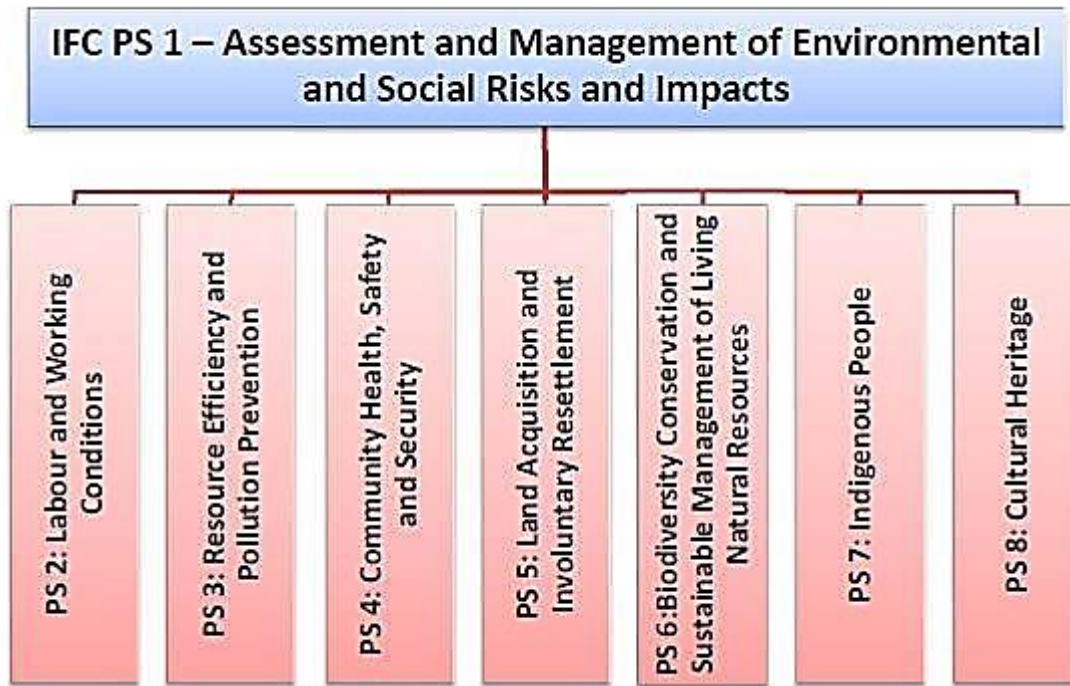 IFC PS 1 – Assessment and Management of Environmental
and Social Risks and Impacts
PS 2: Labour and Working
Conditions
PS 3: Resource Efficiency and
Pollution Prevention
PS 4: Community Health, Safety
and Security
PS 5: Land Acquisition and
Involuntary Resettlement
PS 6:Biodiversity Conservation and
Sustainable Management of Living
Natural Resources
PS 7: Indigenous People
PS 8: Cultural Heritage